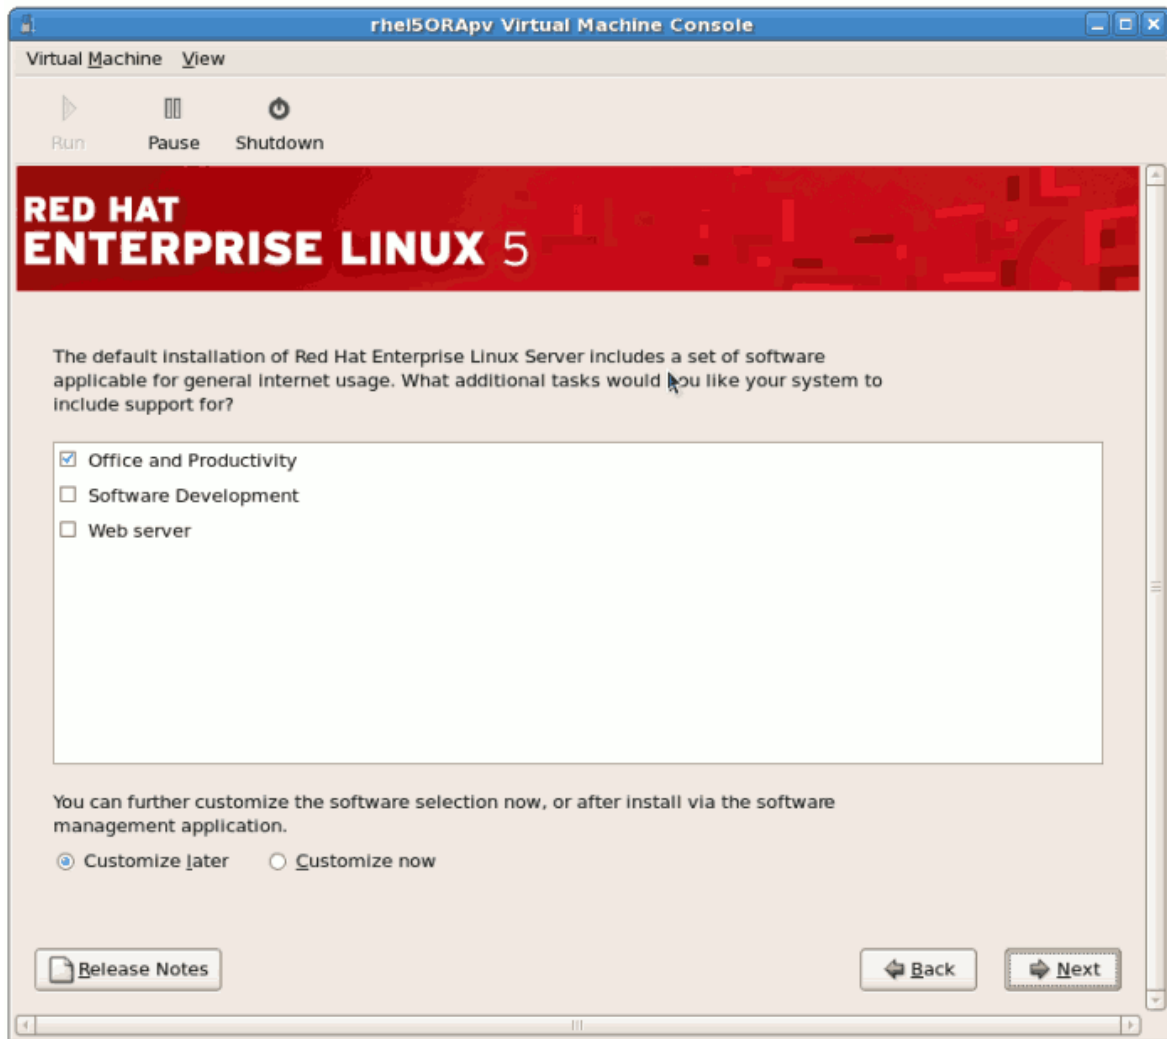 rhel5ORApv Virtual Machine Console
Virtual Machine View
Run Pause Shutdown
RED HAT
ENTERPRISE LINUX 5
The default installation of Red Hat Enterprise Linux Server includes a set of software
applicable for general internet usage. What additional tasks would you like your system to
include support for?
Office and Productivity
Software Development
Web server
You can further customize the software selection now, or after install via the software
management application.
Customize later Customize now
Release Notes Back Next